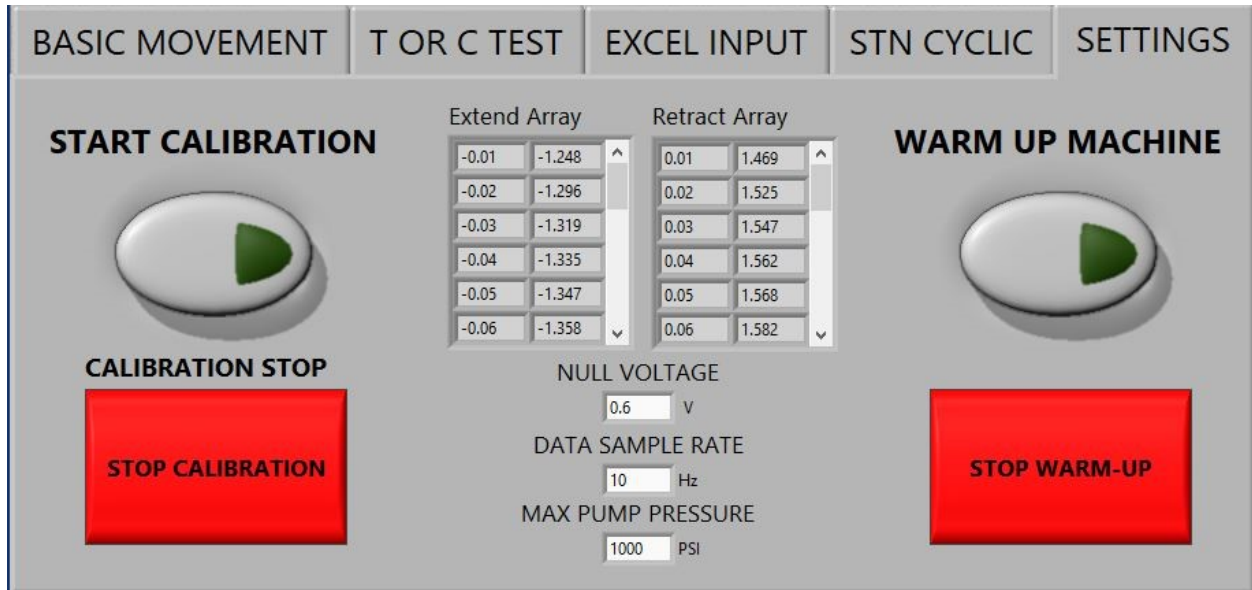 BASIC MOVEMENT
T OR C TEST
EXCEL INPUT
STN CYCLIC
SETTINGS
START CALIBRATION
CALIBRATION STOP
STOP CALIBRATION
Extend Array
-0.01 -1.248
-0.02 -1.296
-0.03 -1.319
-0.04 -1.335
-0.05 -1.347
-0.06 -1.358
Retract Array
0.01 1.469
0.02 1.525
0.03 1.547
0.04 1.562
0.05 1.568
0.06 1.582
NULL VOLTAGE
0.6 V
DATA SAMPLE RATE
10 Hz
MAX PUMP PRESSURE
1000 PSI
WARM UP MACHINE
STOP WARM-UP